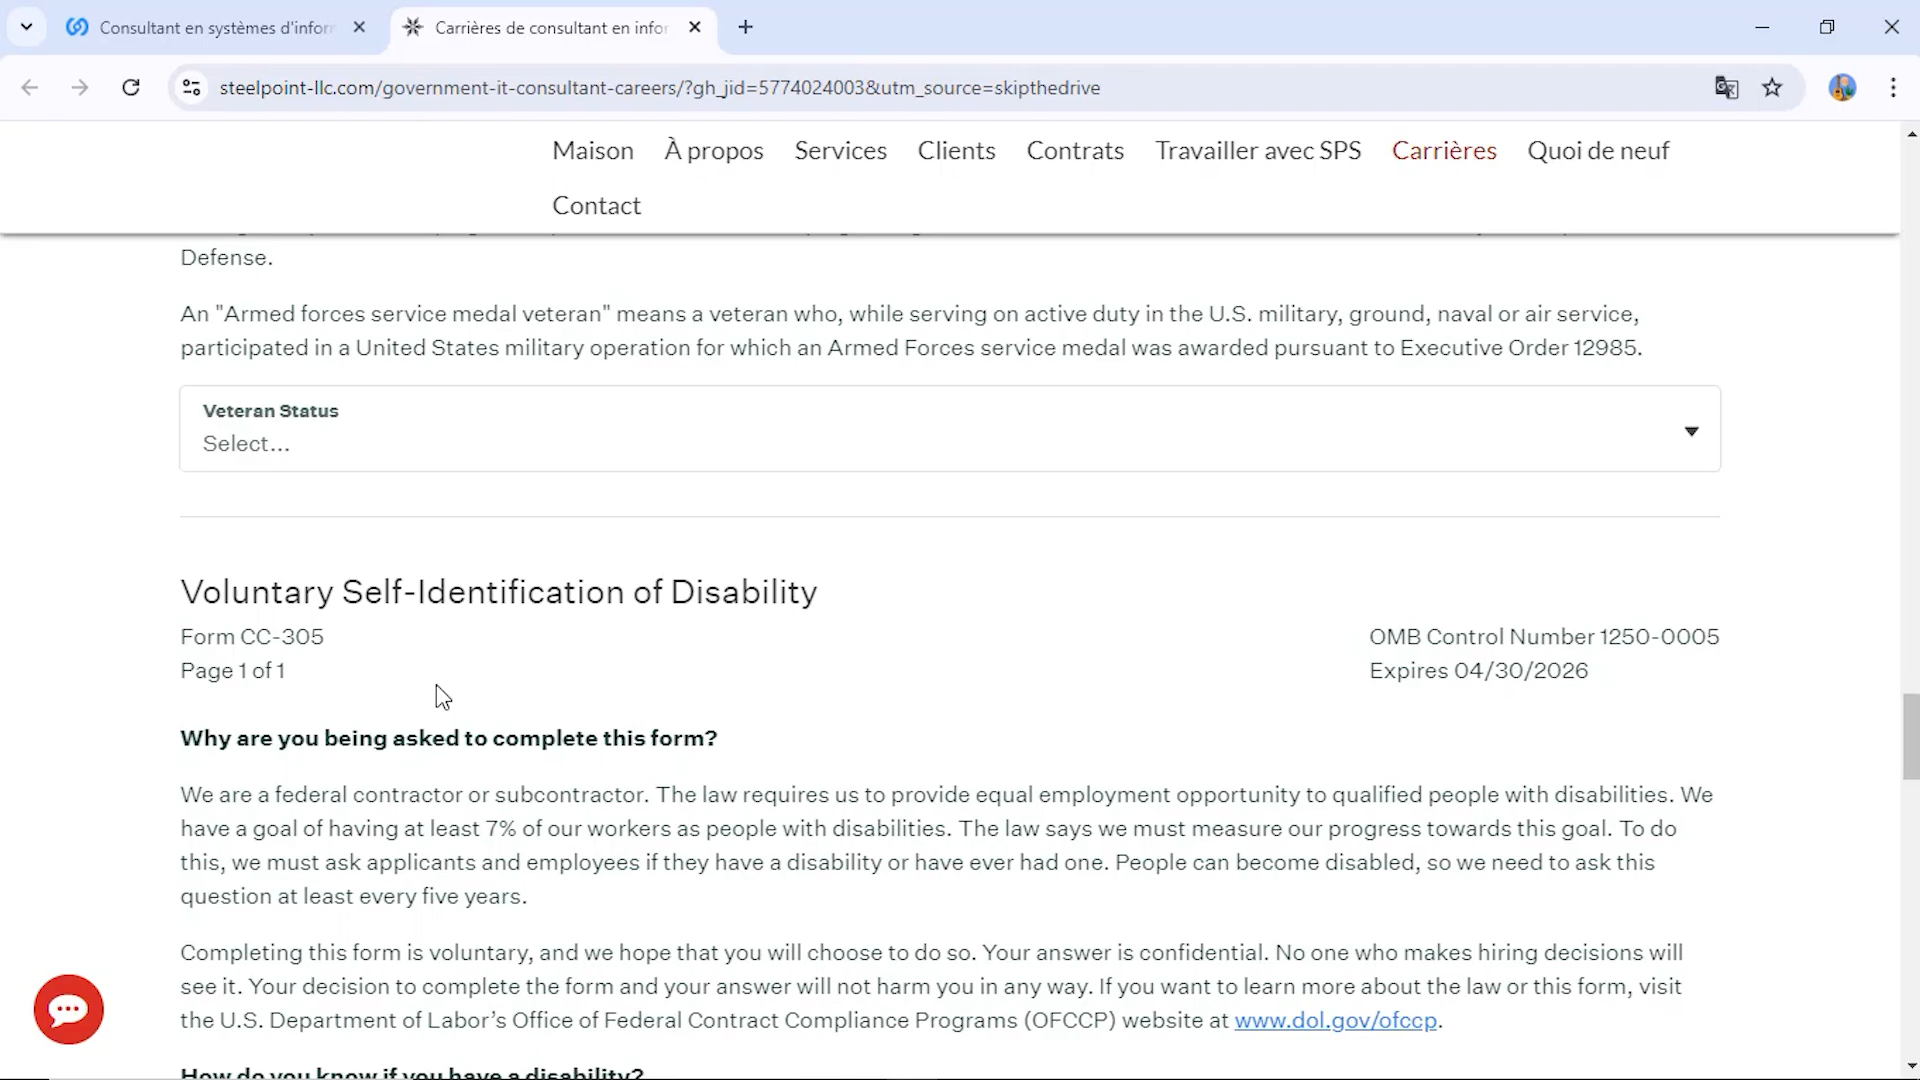 Consultant en systèmes d'infor
Carrières de consultant en infor
steelpoint-llc.com/government-it-consultant-careers/?gh_jid=5774024003&utm_source=skipthedrive
Maison À propos Services Clients Contrats Travailler avec SPS Carrières Quoi de neuf
Contact
Defense.
An "Armed forces service medal veteran" means a veteran who, while serving on active duty in the U.S. military, ground, naval or air service,
participated in a United States military operation for which an Armed Forces service medal was awarded pursuant to Executive Order 12985.
Veteran Status
Select...
Voluntary Self-Identification of Disability
Form CC-305 OMB Control Number 1250-0005
Page 1 of 1 Expires 04/30/2026
Why are you being asked to complete this form?
We are a federal contractor or subcontractor. The law requires us to provide equal employment opportunity to qualified people with disabilities. We
have a goal of having at least 7% of our workers as people with disabilities. The law says we must measure our progress towards this goal. To do
this, we must ask applicants and employees if they have a disability or have ever had one. People can become disabled, so we need to ask this
question at least every five years.
Completing this form is voluntary, and we hope that you will choose to do so. Your answer is confidential. No one who makes hiring decisions will
see it. Your decision to complete the form and your answer will not harm you in any way. If you want to learn more about the law or this form, visit
the U.S. Department of Labor’s Office of Federal Contract Compliance Programs (OFCCP) website at www.dol.gov/ofccp.
How do you know if you have a disability?